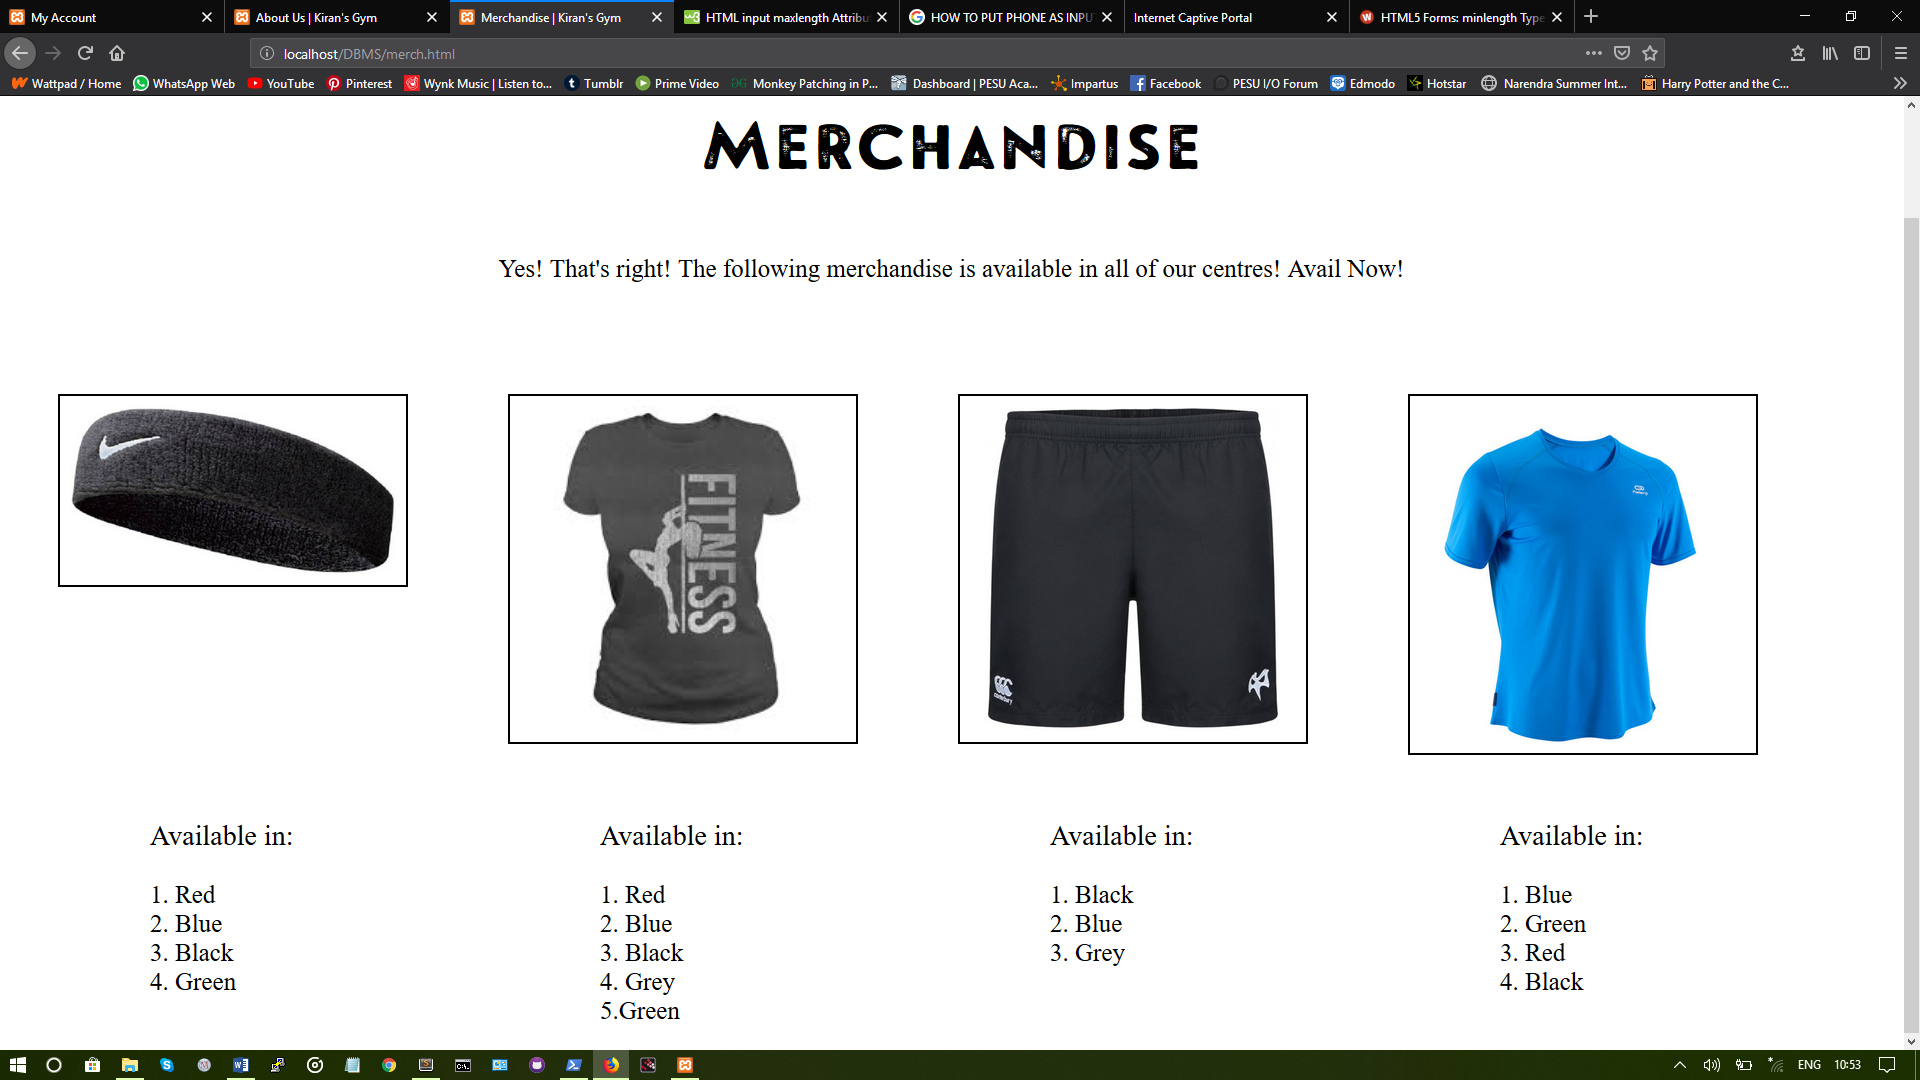 My Account
About Us | Kiran's Gym
Merchandise | Kiran's Gym
HTML input maxlength Attribu
HOW TO PUT PHONE AS INPU
Internet Captive Portal
HTML5 Forms: minlength Type
localhost/DBMS/merch.html
Wattpad / Home
WhatsApp Web
YouTube
Pinterest
Wynk Music | Listen to...
Tumblr
Prime Video
Monkey Patching in P...
Dashboard | PESU Aca...
Impartus
Facebook
PESU I/O Forum
Edmodo
Hotstar
Narendra Summer Int...
Harry Potter and the C...
MERCHANDISE
Yes! That's right! The following merchandise is available in all of our centres! Avail Now!
FITNESS
canterbury
Available in:
1. Red
2. Blue
3. Black
4. Green
Available in:
1. Red
2. Blue
3. Black
4. Grey
5.Green
Available in:
1. Black
2. Blue
3. Grey
Available in:
1. Blue
2. Green
3. Red
4. Black
ENG
10:53